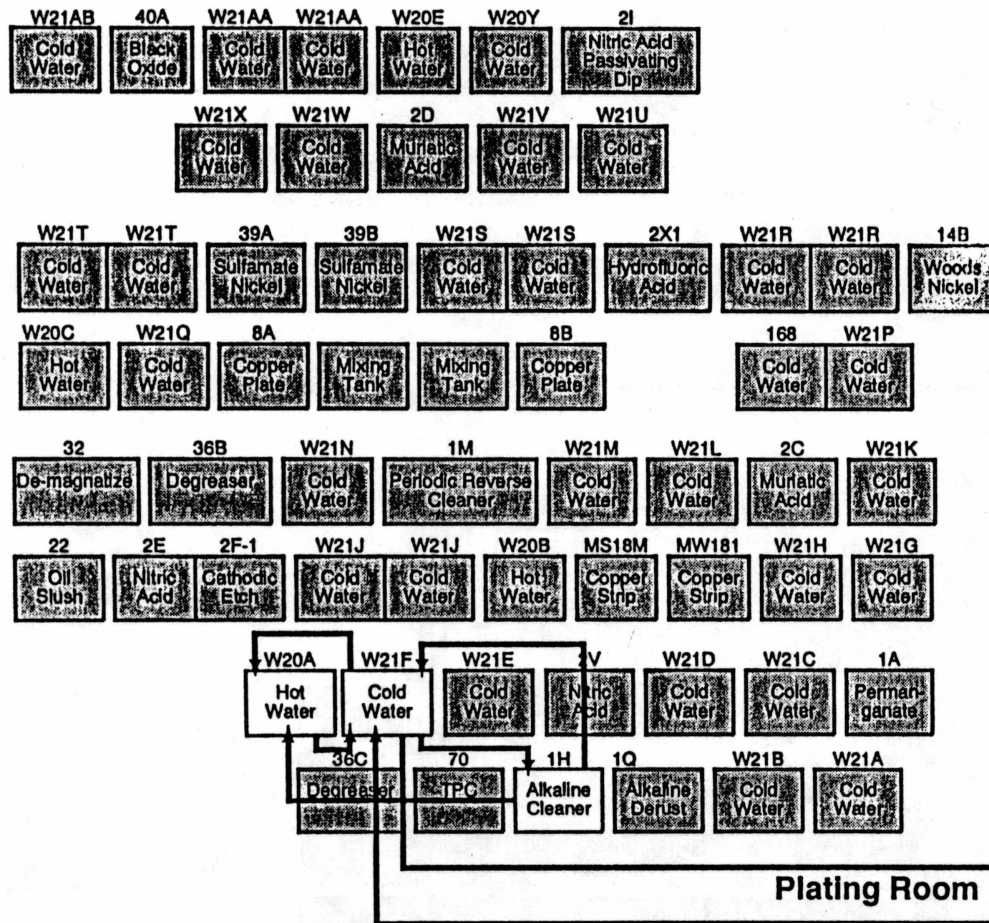 W21AB 40A W21AA W21AA W20E W20Y 2I
Cold Water Black Oxide Cold Water Cold Water Hot Water Cold Water Nitric Acid Passivating Dip
W21X W21W 2D W21V W21U
Cold Water Cold Water Muriatic Acid Cold Water Cold Water
W21T W21T 39A 39B W21S W21S 2X1 W21R W21R 14B
Cold Water Cold Water Sulfamate Nickel Sulfamate Nickel Cold Water Cold Water Hydrofluoric Acid Cold Water Cold Water Woods Nickel
W20C W21Q 8A 8B 168 W21P
Hot Water Cold Water Copper Plate Mixing Tank Mixing Tank Copper Plate Cold Water Cold Water
32 36B W21N 1M W21M W21L 2C W21K
De-magnatize Degreaser Cold Water Periodic Reverse Cleaner Cold Water Cold Water Muriatic Acid Cold Water
22 2E 2F-1 W21J W21J W20B MS18M MW181 W21H W21G
Oil Slush Nitric Acid Cathodic Etch Cold Water Cold Water Hot Water Copper Strip Copper Strip Cold Water Cold Water
W20A W21F W21E W21D W21C 1A
Hot Water Cold Water Cold Water Nitric Acid Cold Water Cold Water Perman-ganate
36C 70 1H 1Q W21B W21A
Degreaser TPC Alkaline Cleaner Alkaline Derust Cold Water Cold Water
Plating Room